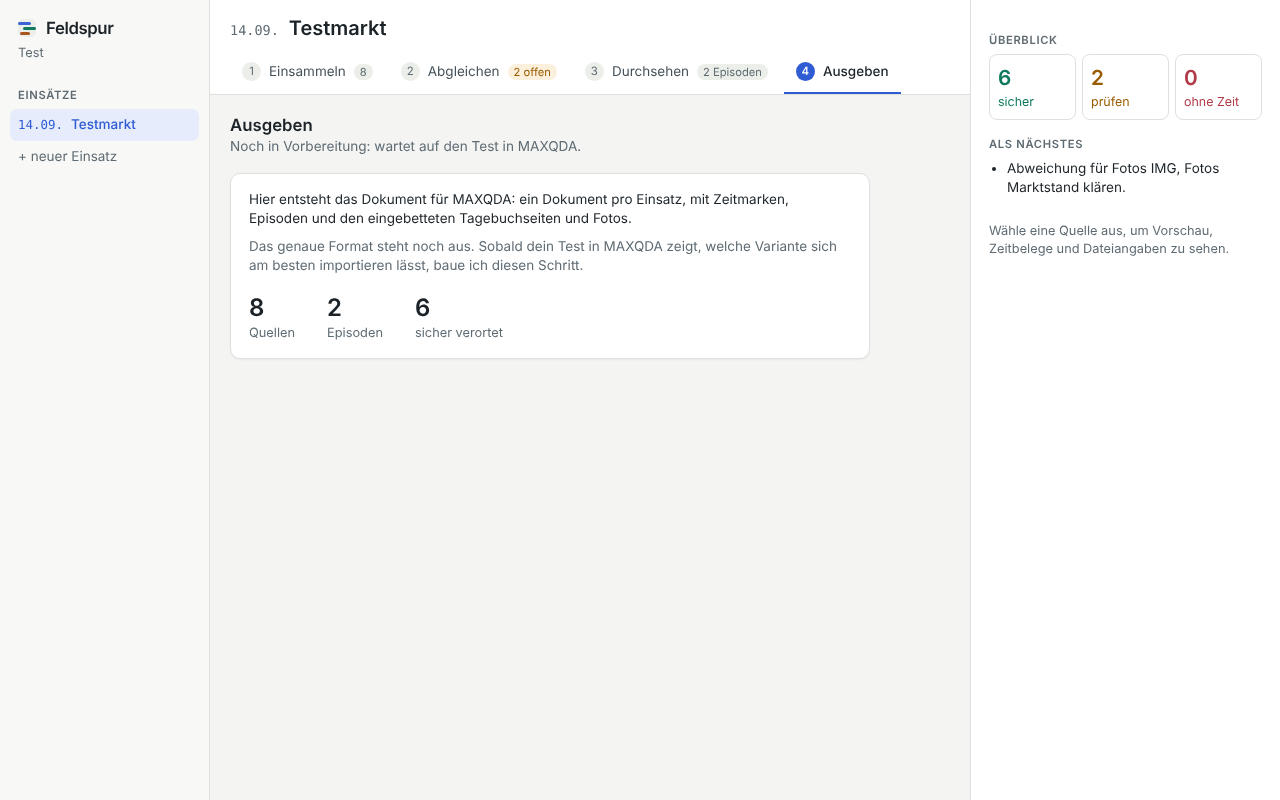 Feldspur
Test
EINSÄTZE
14.09. Testmarkt
+ neuer Einsatz
14.09. Testmarkt
1 Einsammeln 8
2 Abgleichen 2 offen
3 Durchsehen 2 Episoden
4 Ausgeben
Ausgeben
Noch in Vorbereitung: wartet auf den Test in MAXQDA.
Hier entsteht das Dokument für MAXQDA: ein Dokument pro Einsatz, mit Zeitmarken,
Episoden und den eingebetteten Tagebuchseiten und Fotos.
Das genaue Format steht noch aus. Sobald dein Test in MAXQDA zeigt, welche Variante sich
am besten importieren lässt, baue ich diesen Schritt.
8 2 6
Quellen Episoden sicher verortet
ÜBERBLICK
6 2 0
sicher prüfen ohne Zeit
ALS NÄCHSTES
• Abweichung für Fotos IMG, Fotos
Marktstand klären.
Wähle eine Quelle aus, um Vorschau,
Zeitbelege und Dateiangaben zu sehen.